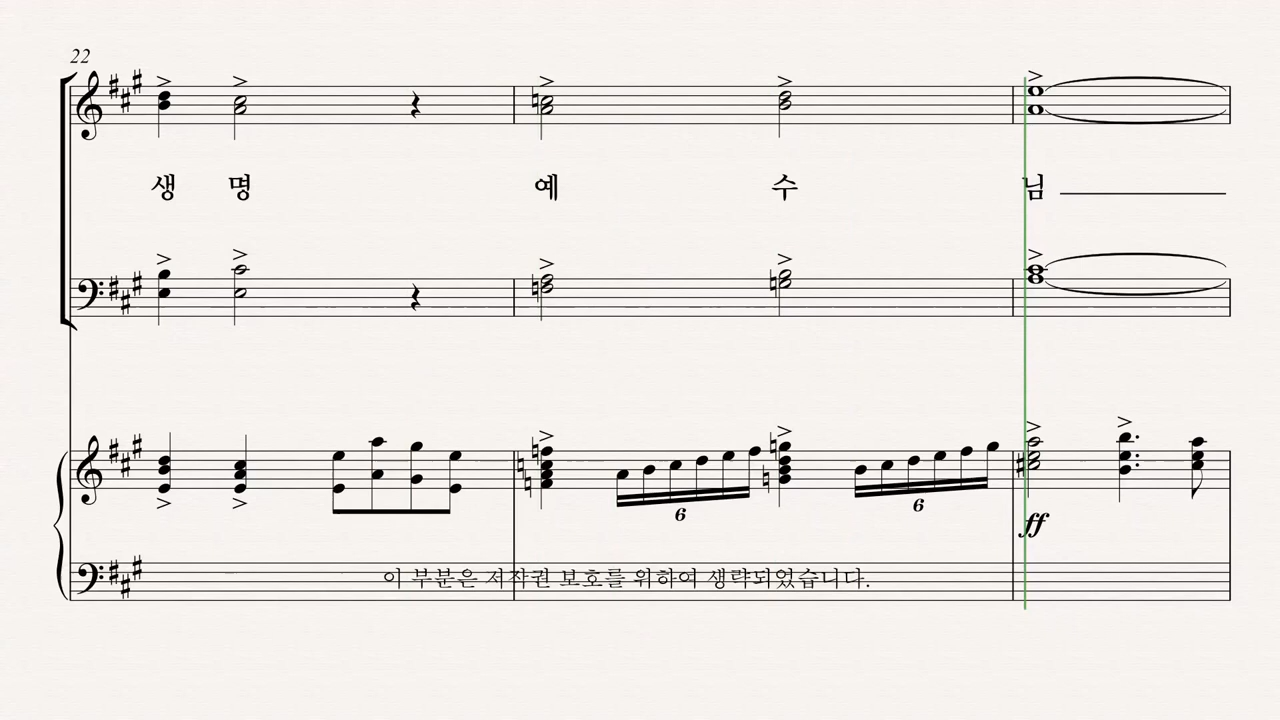 22
생 명 예 수 님
6 6
ff
이 부분은 저작권 보호를 위하여 생략되었습니다.